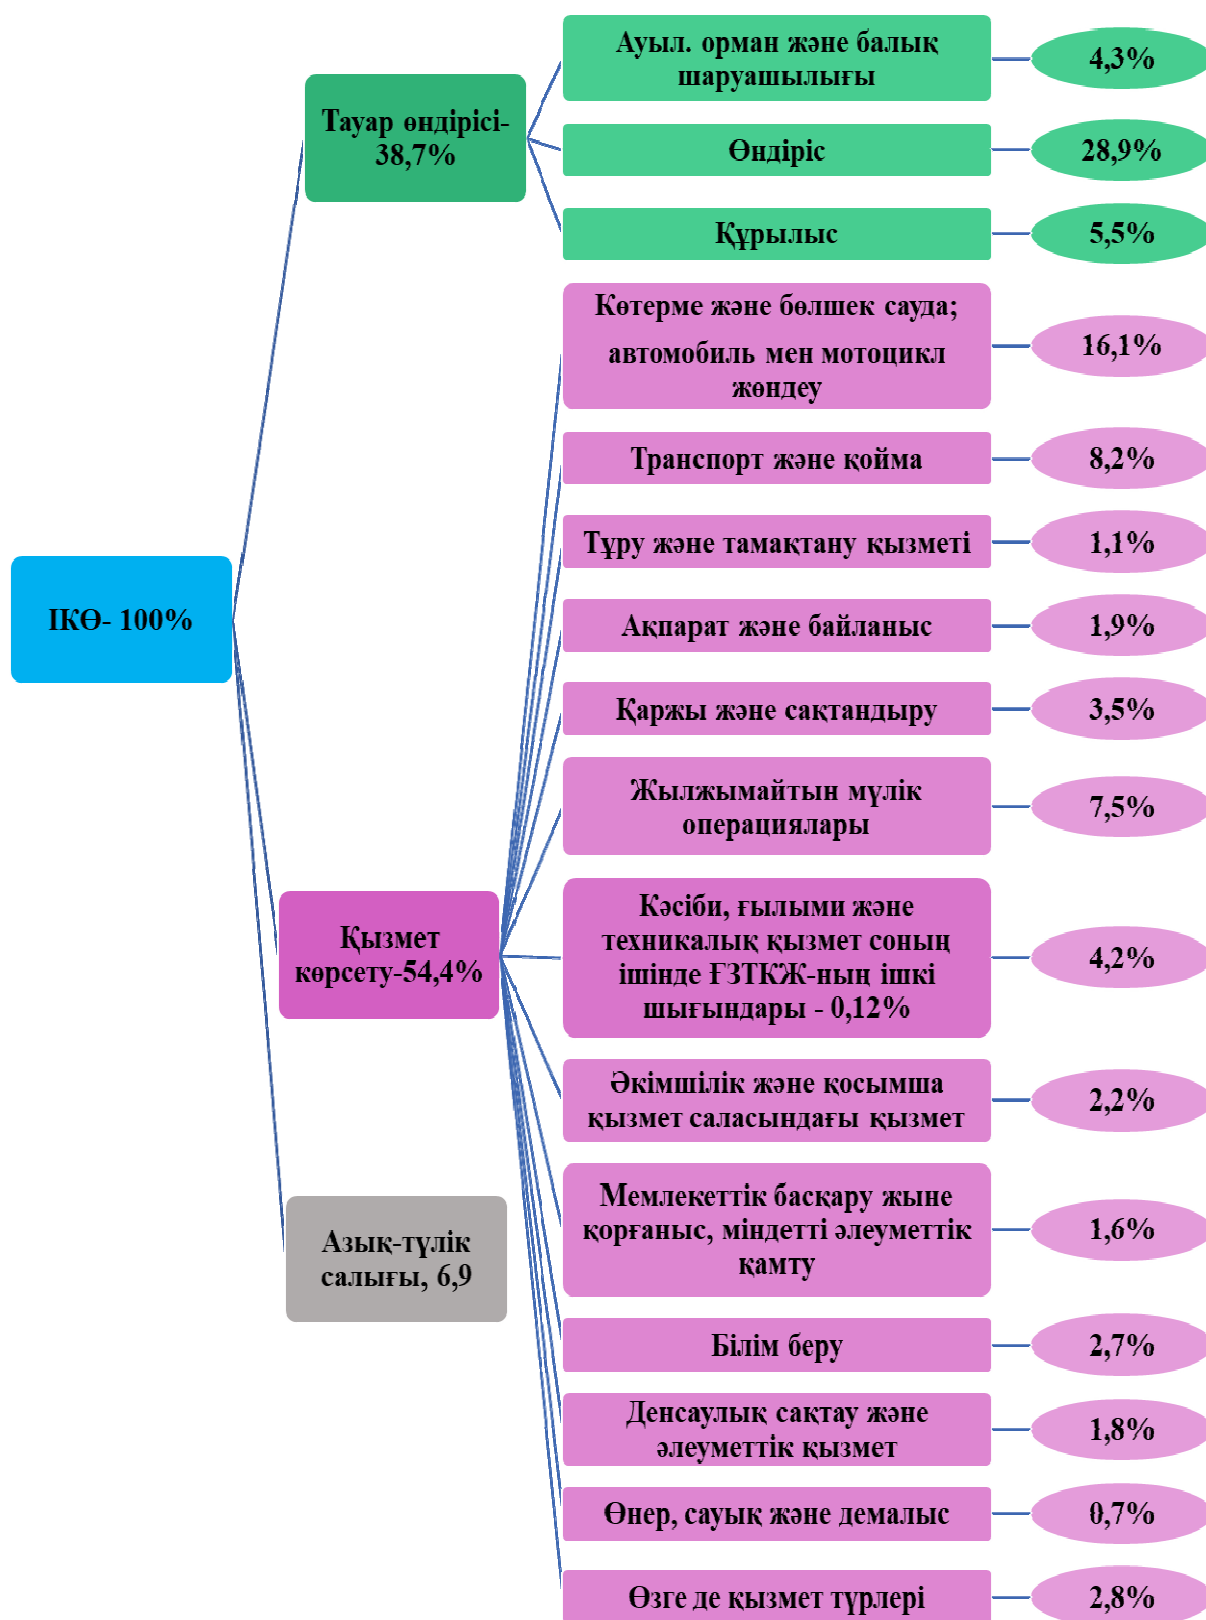 Ауыл. орман және балық
шаруашылығы
4,3%
Тауар өндірісі-
38,7%
Өндіріс
28,9%
Құрылыс
5,5%
Көтерме және бөлшек сауда;
автомобиль мен мотоцикл
жөндеу
16,1%
Транспорт және қойма
8,2%
Тұру және тамақтану қызметі
1,1%
ІКӨ- 100%
Ақпарат және байланыс
1,9%
Қаржы және сақтандыру
3,5%
Жылжымайтын мүлік
операциялары
7,5%
Қызмет
көрсету-54,4%
Кәсіби, ғылыми және
техникалық қызмет соның
ішінде ҒЗТКЖ-ның ішкі
шығындары - 0,12%
4,2%
Әкімшілік және қосымша
қызмет саласындағы қызмет
2,2%
Мемлекеттік басқару жыне
қорғаныс, міндетті әлеуметтік
қамту
1,6%
Азық-түлік
салығы, 6,9
Білім беру
2,7%
Денсаулық сақтау және
әлеуметтік қызмет
1,8%
Өнер, сауық және демалыс
0,7%
Өзге де қызмет түрлері
2,8%